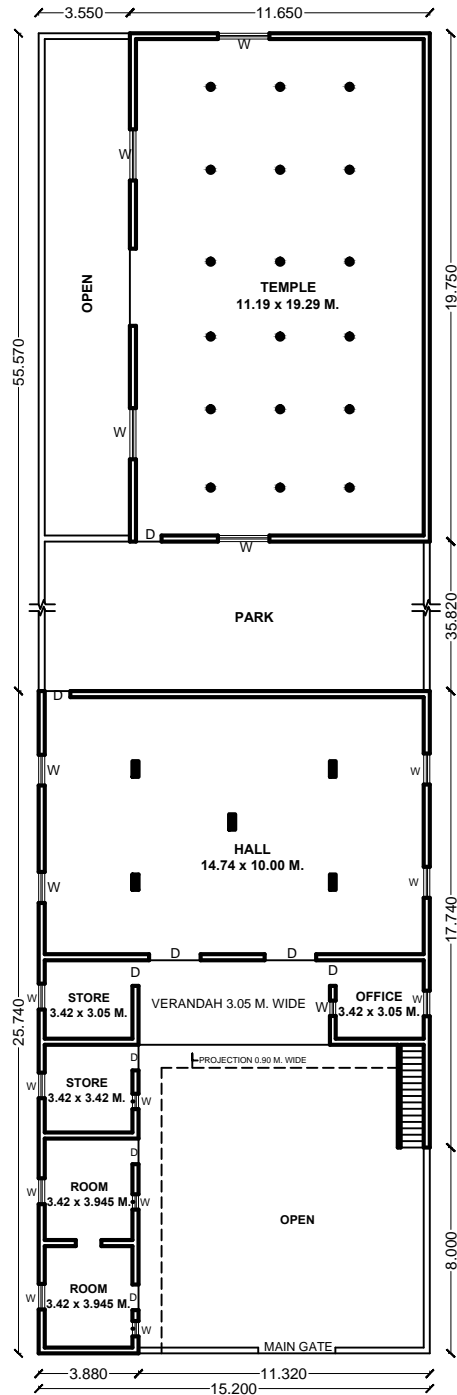 3.550
11.650
W
W
TEMPLE
11.19 x 19.29 M.
OPEN
19.750
55.570
W
D
W
PARK
35.820
D
W
W
HALL
14.74 x 10.00 M.
W
W
17.740
D
D
D
D
STORE
3.42 x 3.05 M.
VERANDAH 3.05 M. WIDE
OFFICE
3.42 x 3.05 M.
W
W
W
25.740
PROJECTION 0.90 M. WIDE
D
STORE
3.42 x 3.42 M.
W
W
D
ROOM
3.42 x 3.945 M.
W
W
OPEN
8.000
ROOM
3.42 x 3.945 M.
D
W
W
MAIN GATE
3.880
11.320
15.200